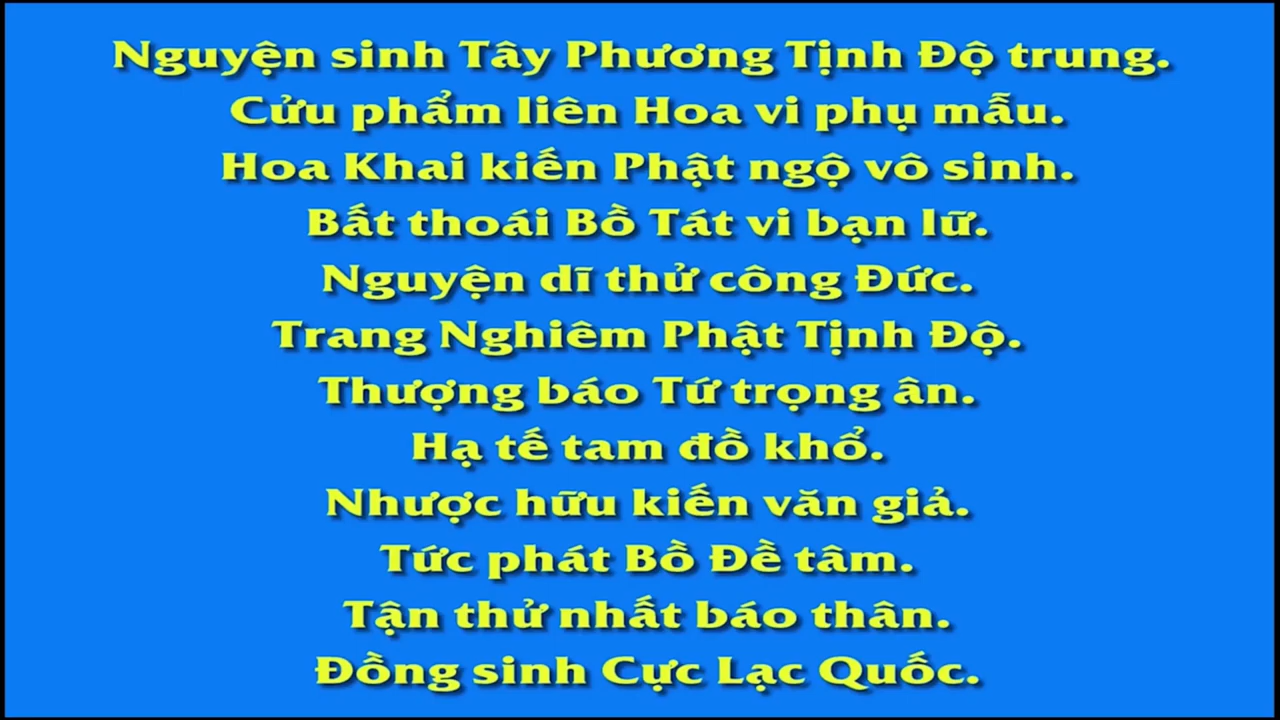 Nguyện sinh Tây Phương Tịnh Độ trung.
Cửu phẩm liên Hoa vi phụ mẫu.
Hoa Khai kiến Phật ngộ vô sinh.
Bất thoái Bồ Tát vi bạn lữ.
Nguyện dĩ thử công Đức.
Trang Nghiêm Phật Tịnh Độ.
Thượng báo Tứ trọng ân.
Hạ tế tam đồ khổ.
Nhược hữu kiến văn giả.
Tức phát Bồ Đề tâm.
Tận thử nhất báo thân.
Đồng sinh Cực Lạc Quốc.